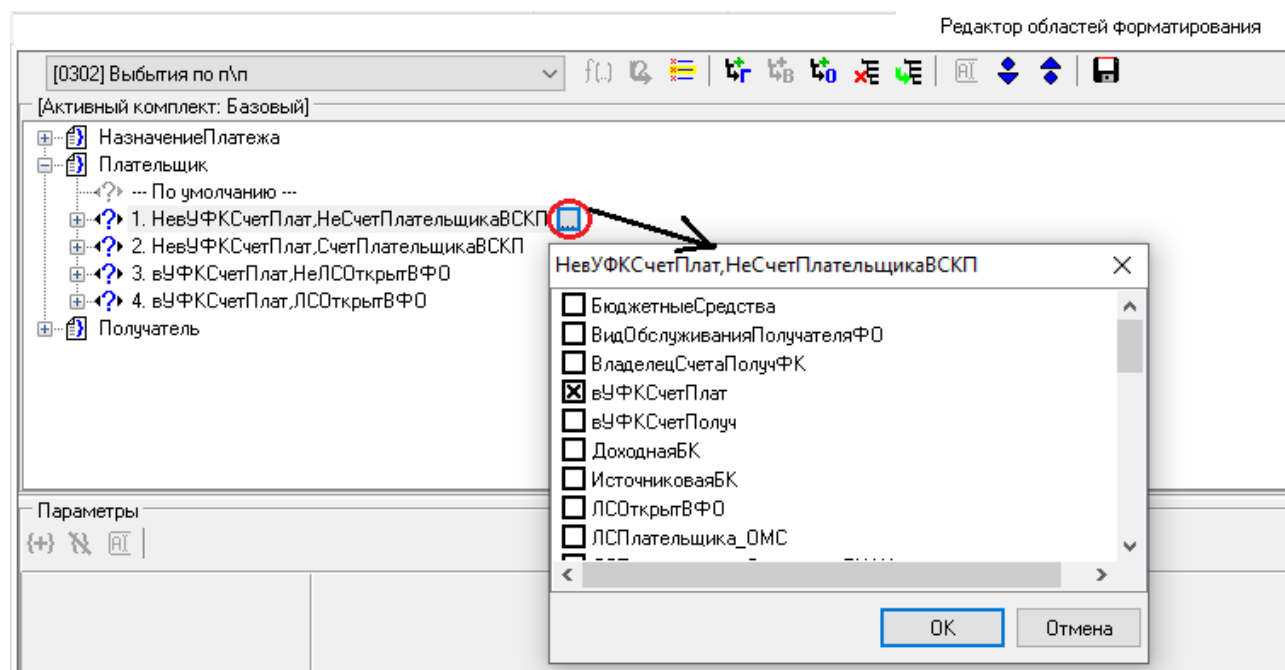 Редактор областей форматирования
[0302] Выбытия по п\п
[Активный комплект: Базовый]
НазначениеПлатежа
Плательщик
--- По умолчанию ---
1. НевУФКСчетПлат,НеСчетПлательщикаВСКП
...
2. НевУФКСчетПлат,СчетПлательщикаВСКП
3. вУФКСчетПлат,НеЛСОткрытВФО
4. вУФКСчетПлат,ЛСОткрытВФО
Получатель
НевУФКСчетПлат,НеСчетПлательщикаВСКП
БюджетныеСредства
ВидОбслуживанияПолучателяФО
ВладелецСчетаПолучФК
вУФКСчетПлат
вУФКСчетПолуч
ДоходнаяБК
ИсточниковаяБК
ЛСОткрытВФО
ЛСПлательщика_ОМС
OK
Отмена
Параметры